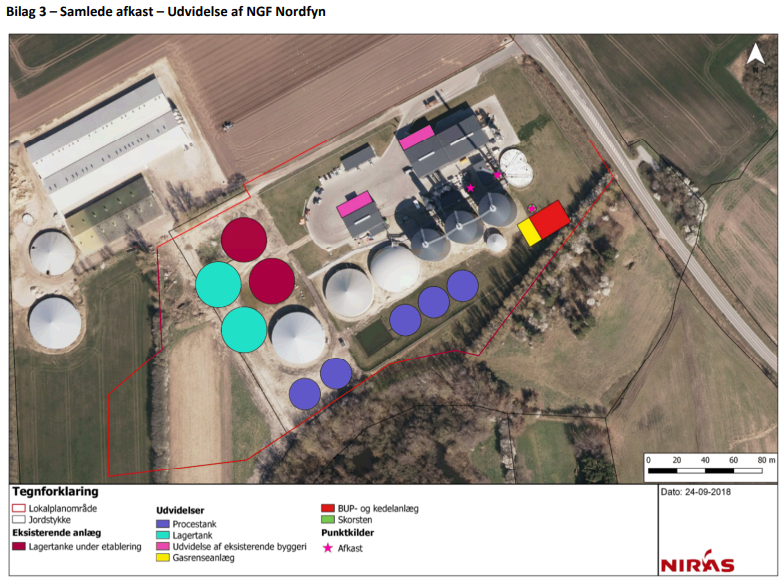 Bilag 3 – Samlede afkast – Udvidelse af NGF Nordfyn
N
0 20 40 60 80 m
Tegnforklaring
Lokalplanområde
Jordstykke
Eksisterende anlæg
Lagertanke under etablering
Udvidelser
Procestank
Lagertank
Udvidelse af eksisterende byggeri
Gasrenseanlæg
BUP- og kedelanlæg
Skorsten
Punktkilder
Afkast
Dato: 24-09-2018
NIRAS